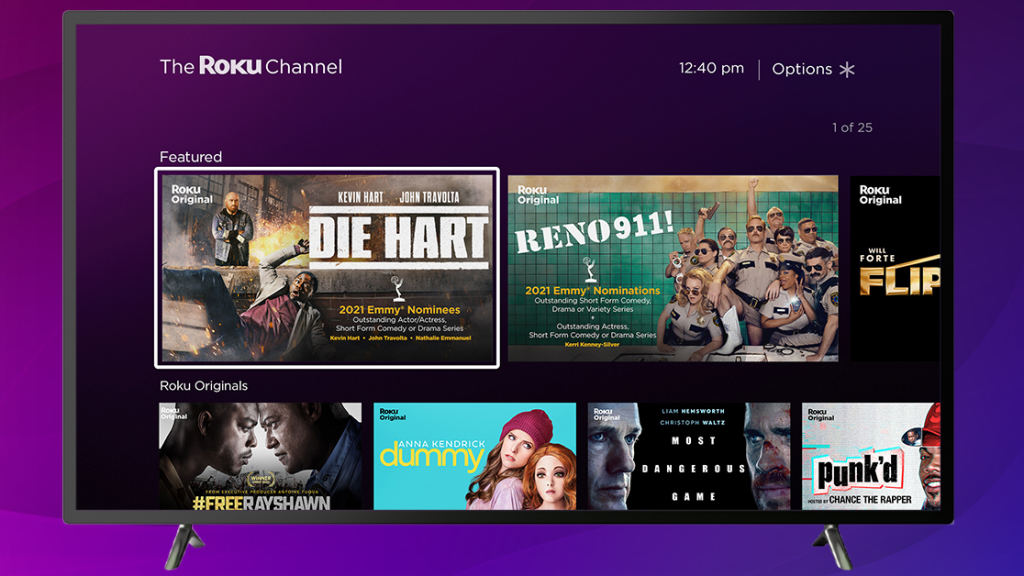 The Roku Channel
12:40 pm | Options
1 of 25
Featured
Roku
Original
KEVIN HART JOHN TRAVOLTA
DIE HART
2021 Emmy® Nominees
Outstanding Actor/Actress,
Short Form Comedy or Drama Series
Kevin Hart • John Travolta • Nathalie Emmanuel
Roku
Original
RENO 911!
2021 Emmy® Nominations
Outstanding Short Form Comedy,
Drama or Variety Series
+
Outstanding Actress,
Short Form Comedy or Drama Series
Kerri Kenney-Silver
Roku
Original
WILL
FORTE
FLIP
Roku Originals
Roku
Original
WINNER
FROM EXECUTIVE PRODUCER ANTOINE FUQUA
#FREERAYSHAWN
Roku
Original
ANNA KENDRICK
dummy
Roku
Original
LIAM HEMSWORTH
CHRISTOPH WALTZ
MOST
DANGEROUS
GAME
Roku
Original
punk'd
HOSTED BY CHANCE THE RAPPER